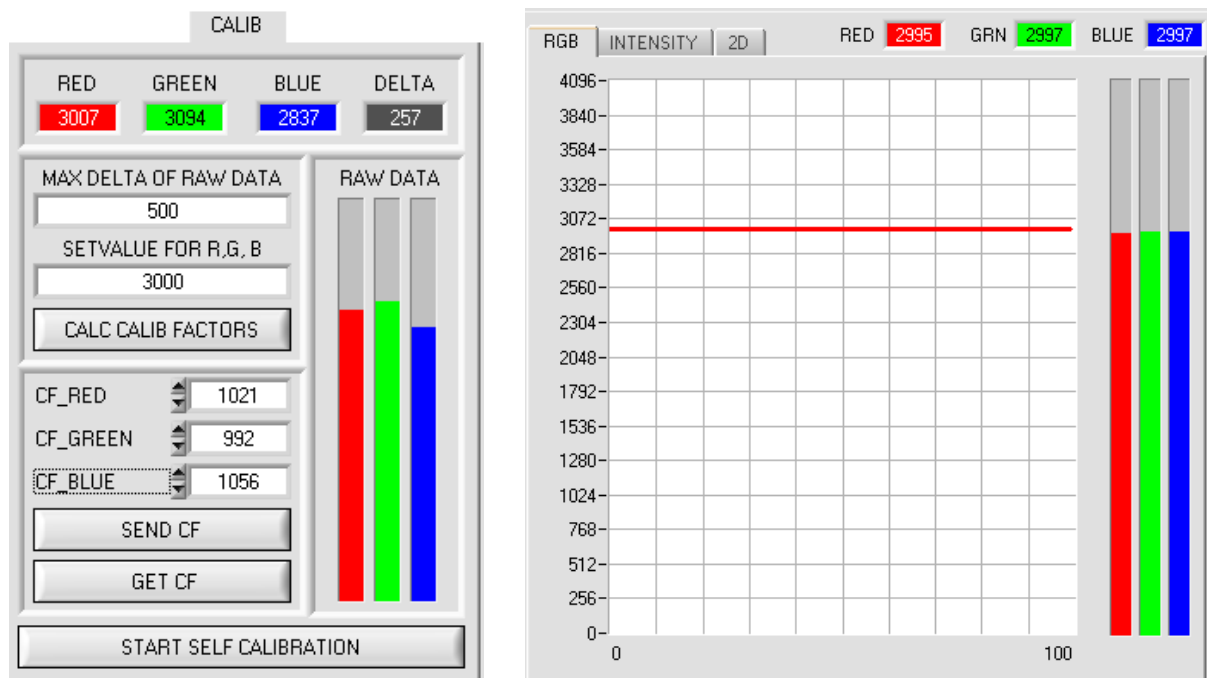 CALIB
RED GREEN BLUE DELTA
3007 3094 2837 257
MAX DELTA OF RAW DATA
500
SETVALUE FOR R,G, B
3000
CALC CALIB FACTORS
RAW DATA
CF_RED 1021
CF_GREEN 992
CF_BLUE 1056
SEND CF
GET CF
START SELF CALIBRATION
RGB INTENSITY 2D RED 2995 GRN 2997 BLUE 2997
4096
3840
3584
3328
3072
2816
2560
2304
2048
1792
1536
1280
1024
768
512
256
0
0 100